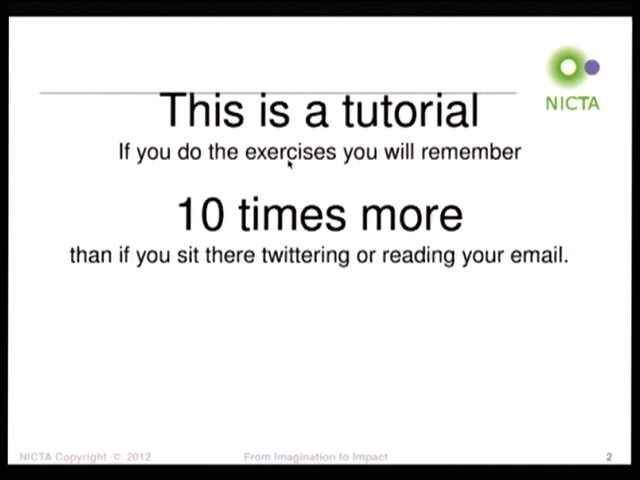 NICTA
This is a tutorial
If you do the exercises you will remember
10 times more
than if you sit there twittering or reading your email.
NICTA Copyright © 2012
From Imagination to Impact
2